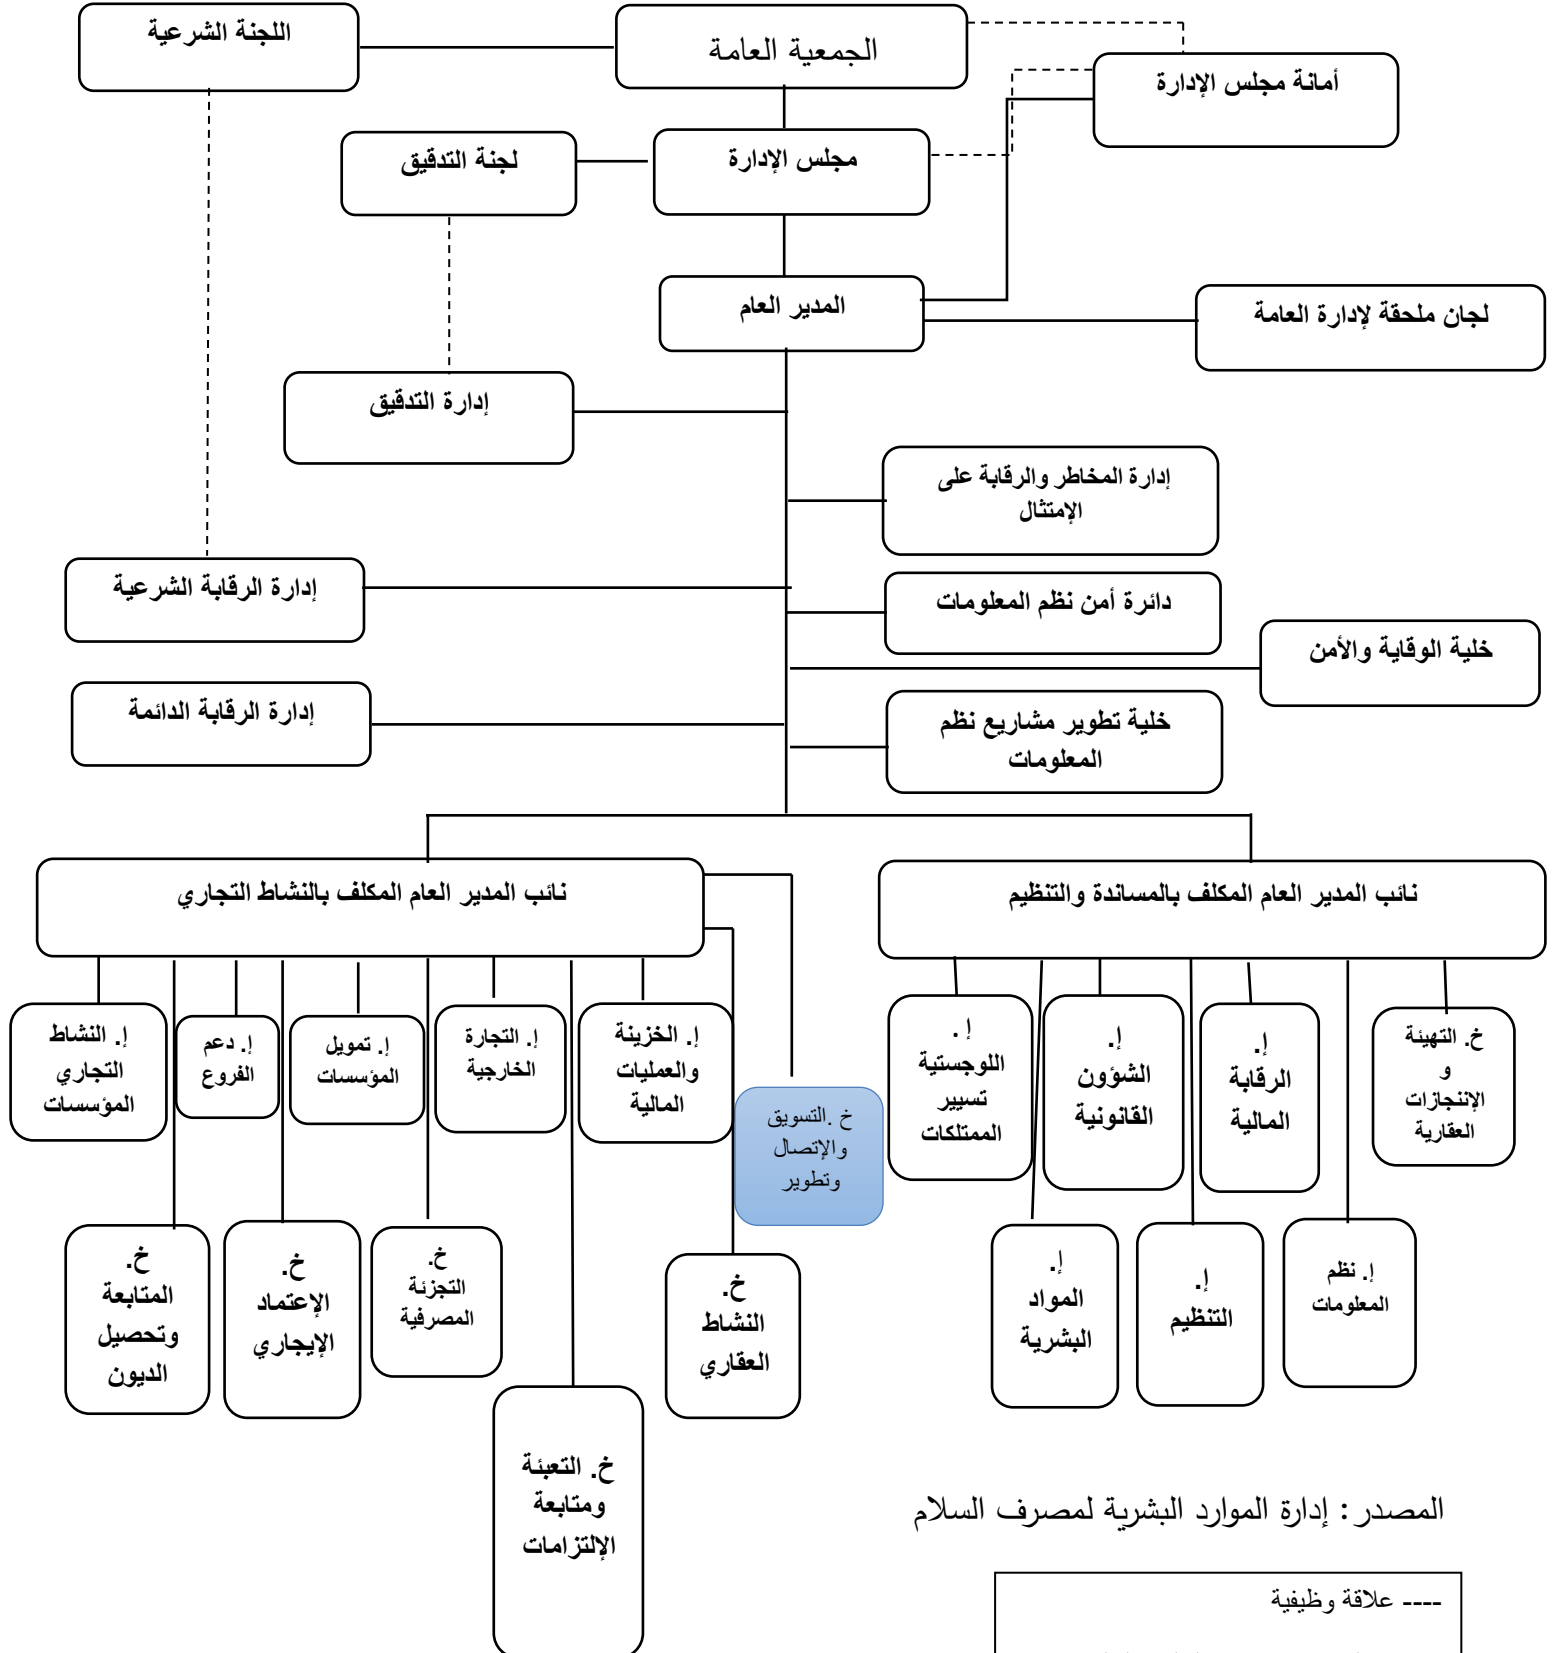 اللجنة الشرعية
الجمعية العامة
أمانة مجلس الإدارة
لجنة التدقيق
مجلس الإدارة
المدير العام
لجان ملحقة لإدارة العامة
إدارة التدقيق
إدارة المخاطر والرقابة على
الإمتثال
إدارة الرقابة الشرعية
دائرة أمن نظم المعلومات
خلية الوقاية والأمن
إدارة الرقابة الدائمة
خلية تطوير مشاريع نظم
المعلومات
نائب المدير العام المكلف بالمساندة والتنظيم
نائب المدير العام المكلف بالنشاط التجاري
خ. التهيئة
و
الإننجازات
العقارية
إ.
الرقابة
المالية
إ.
الشؤون
القانونية
إ .
اللوجستية
تسيير
الممتلكات
إ. نظم
المعلومات
إ.
التنظيم
إ.
المواد
البشرية
خ .التسويق
والإتصال
وتطوير
إ. الخزينة
والعمليات
المالية
إ. التجارة
الخارجية
إ. تمويل
المؤسسات
إ. دعم
الفروع
إ. النشاط
التجاري
المؤسسات
خ.
النشاط
العقاري
خ. التعبئة
ومتابعة
الإلتزامات
خ.
التجزئة
المصرفية
خ.
الإعتماد
الإيجاري
خ.
المتابعة
وتحصيل
الديون
المصدر : إدارة الموارد البشرية لمصرف السلام
---- علاقة وظيفية